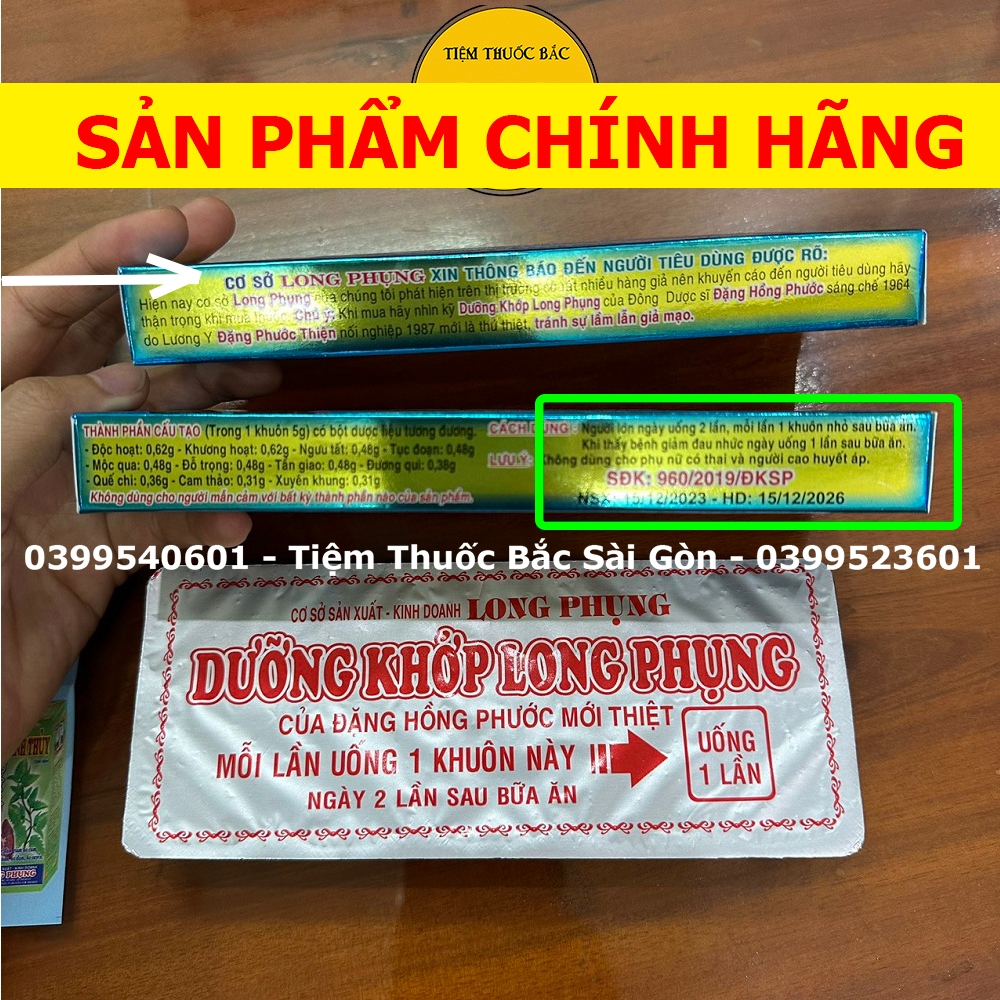 TIỆM THUỐC BẮC
SẢN PHẨM CHÍNH HÃNG
CƠ SỞ LONG PHỤNG XIN THÔNG BÁO ĐẾN NGƯỜI TIÊU DÙNG ĐƯỢC RÕ:
Hiện nay cơ sở Long Phụng của chúng tôi phát hiện trên thị trường có rất nhiều hàng giả nên khuyến cáo đến người tiêu dùng hãy
thận trọng khi mua thuốc. Chú ý: Khi mua hãy nhìn kỹ Dưỡng Khớp Long Phụng của Đông Dược sĩ Đặng Hồng Phước sáng chế 1964
do Lương Y Đặng Phước Thiện nối nghiệp 1987 mới là thứ thiệt, tránh sự lầm lẫn giả mạo.
THÀNH PHẦN CẤU TẠO (Trong 1 khuôn 5g) có bột dược liệu tương đương.
- Độc hoạt: 0,62g - Khương hoạt: 0,62g - Ngưu tất: 0,48g - Tục đoạn: 0,48g
- Mộc qua: 0,48g - Đỗ trọng: 0,48g - Tần giao: 0,48g - Đương qui: 0,38g
- Quế chi: 0,36g - Cam thảo: 0,31g - Xuyên khung: 0,31g
Không dùng cho người mẫn cảm với bất kỳ thành phần nào của sản phẩm.
CÁCH DÙNG : Người lớn ngày uống 2 lần, mỗi lần 1 khuôn nhỏ sau bữa ăn.
Khi thấy bệnh giảm đau nhức ngày uống 1 lần sau bữa ăn.
LƯU Ý: Không dùng cho phụ nữ có thai và người cao huyết áp.
SĐK: 960/2019/ĐKSP
NSX: 15/12/2023 - HD: 15/12/2026
0399540601 - Tiệm Thuốc Bắc Sài Gòn - 0399523601
CƠ SỞ SẢN XUẤT - KINH DOANH LONG PHỤNG
DƯỠNG KHỚP LONG PHỤNG
CỦA ĐẶNG HỒNG PHƯỚC MỚI THIỆT
MỖI LẦN UỐNG 1 KHUÔN NÀY
NGÀY 2 LẦN SAU BỮA ĂN
UỐNG
1 LẦN
PHỤNG